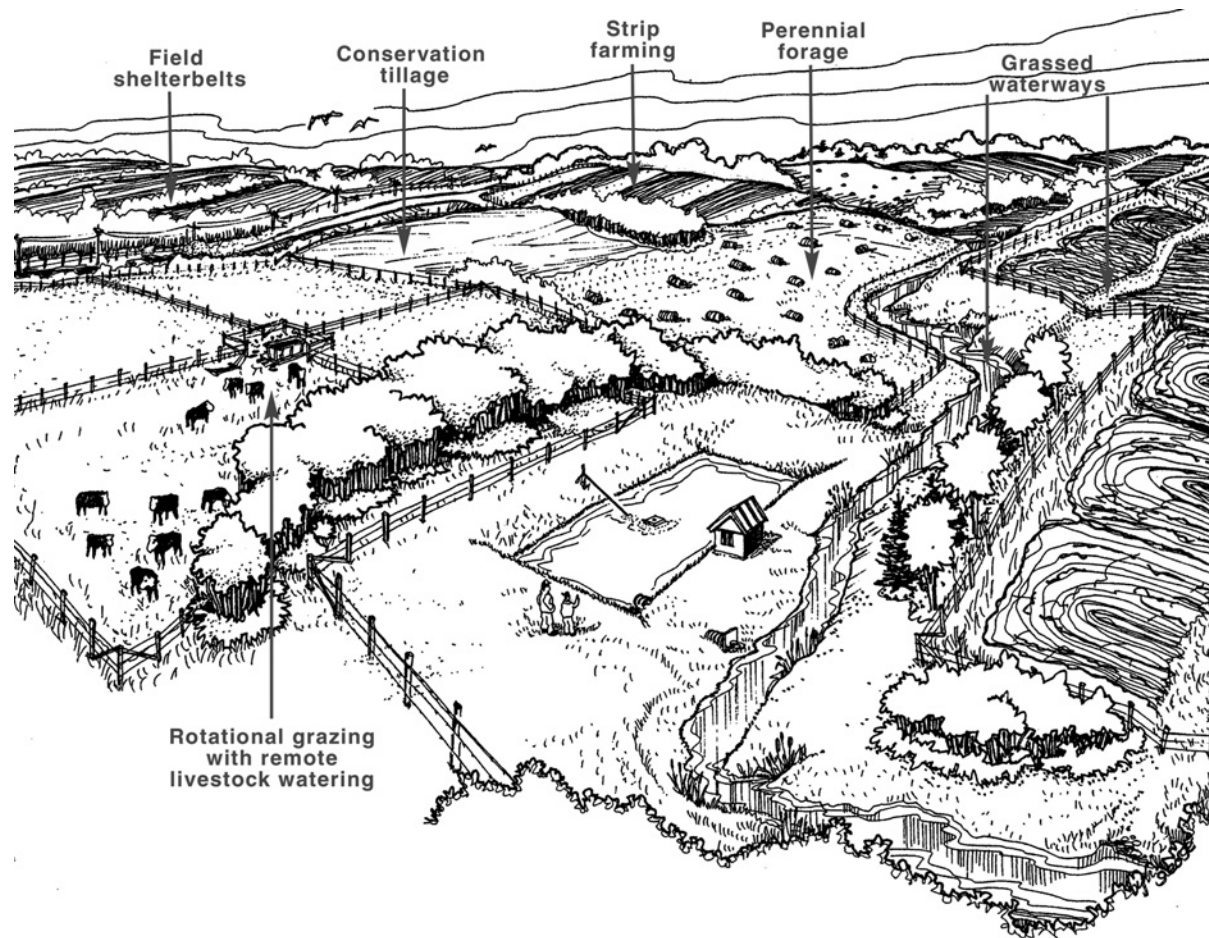 Field
shelterbelts
Conservation
tillage
Strip
farming
Perennial
forage
Grassed
waterways
Rotational grazing
with remote
livestock watering